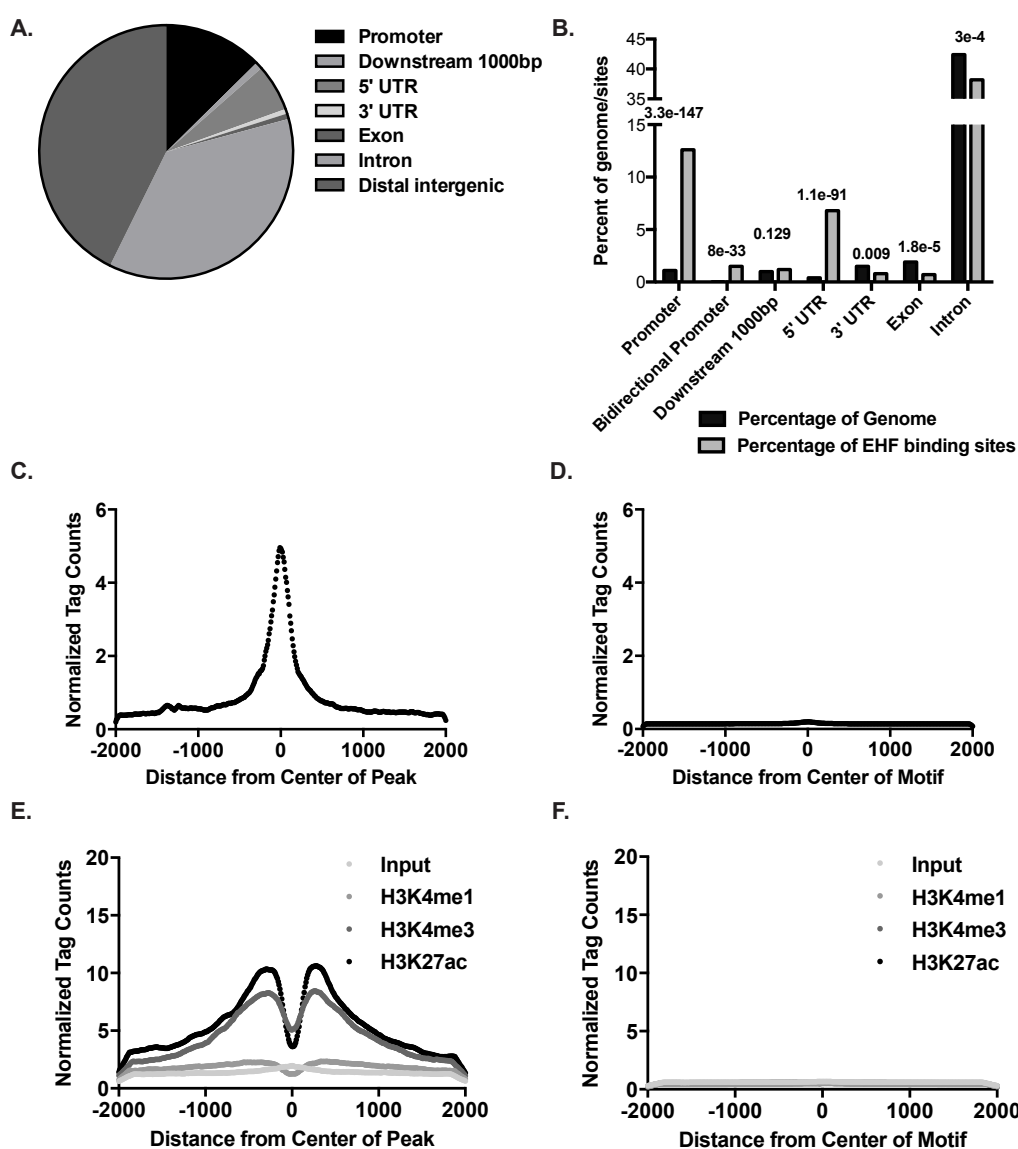 A.
Promoter
Downstream 1000bp
5' UTR
3' UTR
Exon
Intron
Distal intergenic
B.
Percent of genome/sites
45
40
35
15
10
5
0
3.3e-147
8e-33
0.129
1.1e-91
0.009
1.8e-5
3e-4
Promoter
Bidirectional Promoter
Downstream 1000bp
5' UTR
3' UTR
Exon
Intron
Percentage of Genome
Percentage of EHF binding sites
C.
Normalized Tag Counts
6
4
2
0
-2000 -1000 0 1000 2000
Distance from Center of Peak
D.
Normalized Tag Counts
6
4
2
0
-2000 -1000 0 1000 2000
Distance from Center of Motif
E.
Normalized Tag Counts
20
15
10
5
0
Input
H3K4me1
H3K4me3
H3K27ac
-2000 -1000 0 1000 2000
Distance from Center of Peak
F.
Normalized Tag Counts
20
15
10
5
0
Input
H3K4me1
H3K4me3
H3K27ac
-2000 -1000 0 1000 2000
Distance from Center of Motif